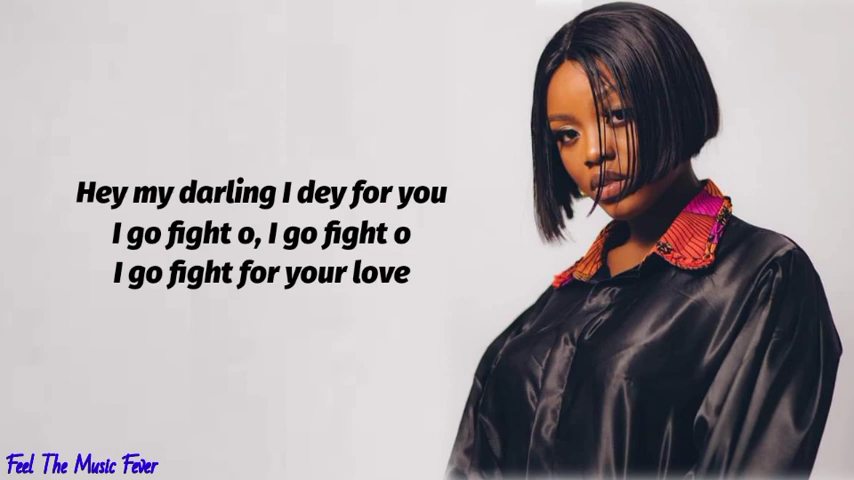 Hey my darling I dey for you
I go fight o, I go fight o
I go fight for your love
Feel The Music Fever